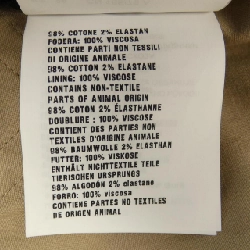 98% COTONE 2% ELASTAN
FODERA: 100% VISCOSA
CONTIENE PARTI NON TESSILI
DI ORIGINE ANIMALE
98% COTTON 2% ELASTANE
LINING: 100% VISCOSE
CONTAINS NON-TEXTILE
PARTS OF ANIMAL ORIGIN
98% COTON 2% ÉLASTHANNE
DOUBLURE : 100% VISCOSE
CONTIENT DES PARTIES NON
TEXTILES D'ORIGINE ANIMALE
98% BAUMWOLLE 2% ELASTHAN
FUTTER: 100% VISKOSE
ENTHÄLT NICHTTEXTILE TEILE
TIERISCHEN URSPRUNGS
98% ALGODON 2% elastane
FORRO: 100% viscosa
CONTIENE PARTES NO TEXTILES
DE ORIGEN ANIMAL